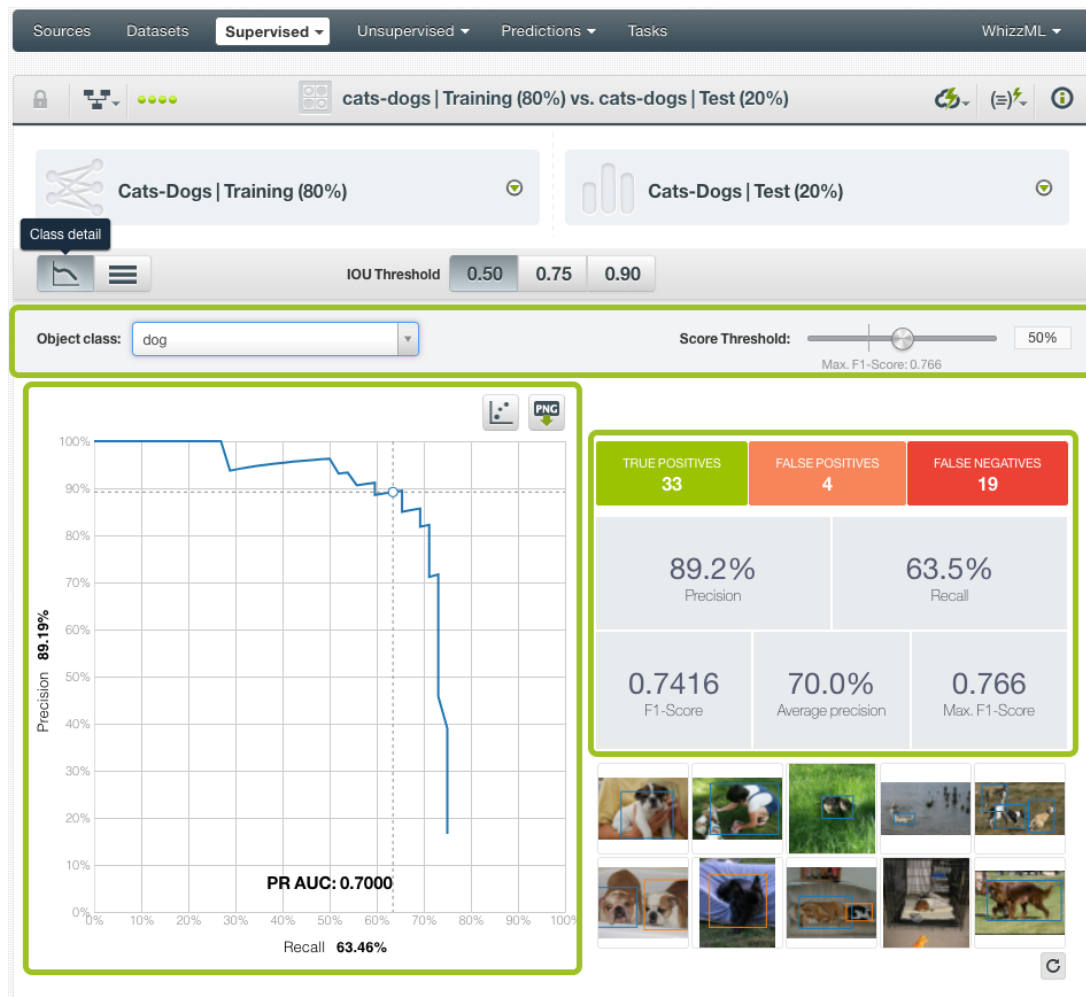 Sources Datasets Supervised Unsupervised Predictions Tasks WhizzML
cats-dogs | Training (80%) vs. cats-dogs | Test (20%)
Cats-Dogs | Training (80%) Cats-Dogs | Test (20%)
Class detail
IOU Threshold 0.50 0.75 0.90
Object class: dog Score Threshold: 50%
Max. F1-Score: 0.766
PNG
TRUE POSITIVES FALSE POSITIVES FALSE NEGATIVES
33 4 19
89.2% 63.5%
Precision Recall
0.7416 70.0% 0.766
F1-Score Average precision Max. F1-Score
100%
90%
80%
70%
60%
50%
40%
30%
20%
10%
0%
Precision 89.19%
PR AUC: 0.7000
0% 10% 20% 30% 40% 50% 60% 70% 80% 90% 100%
Recall 63.46%